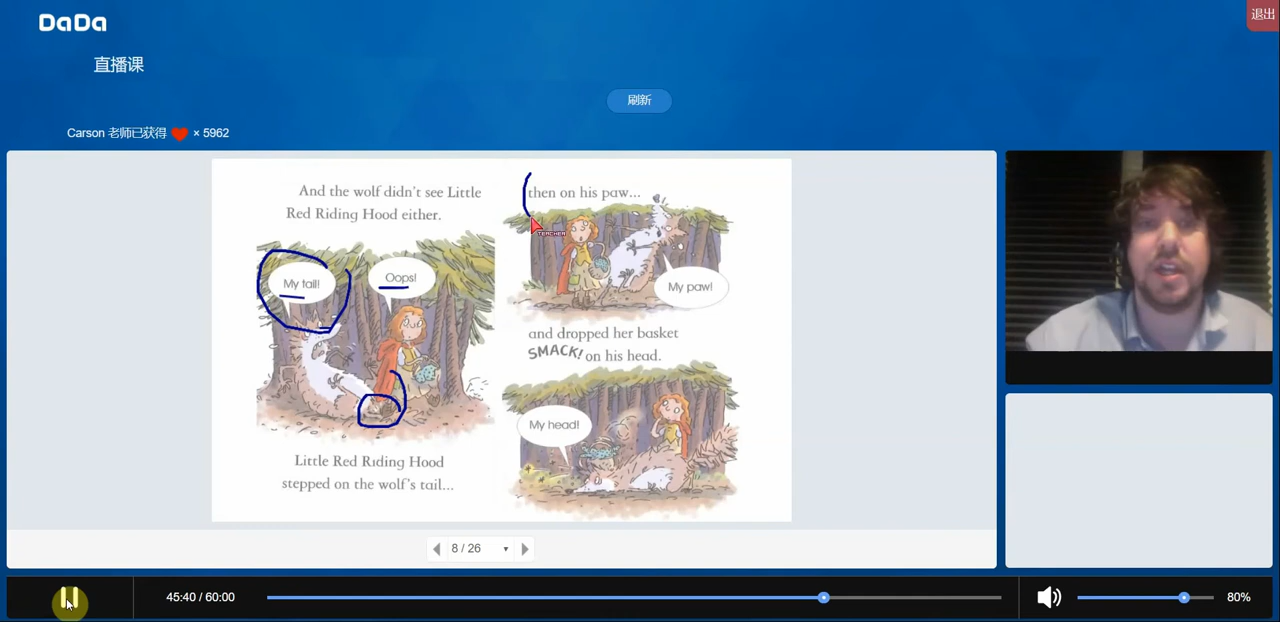 DaDa
退出
直播课
刷新
Carson 老师已获得 × 5962
And the wolf didn't see Little
Red Riding Hood either.
My tail!
Oops!
Little Red Riding Hood
stepped on the wolf's tail...
then on his paw...
TEACHER
My paw!
and dropped her basket
SMACK! on his head.
My head!
8 / 26
45:40 / 60:00
80%